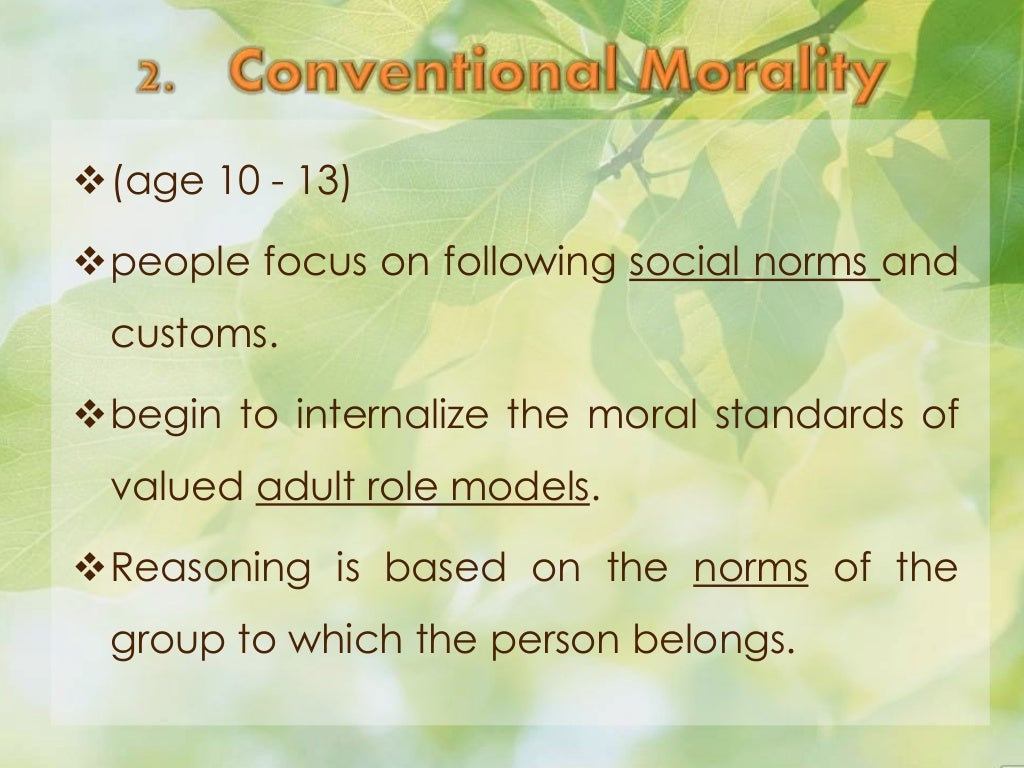 2. Conventional Morality
❖(age 10 - 13)
❖people focus on following social norms and
customs.
❖begin to internalize the moral standards of
valued adult role models.
❖Reasoning is based on the norms of the
group to which the person belongs.